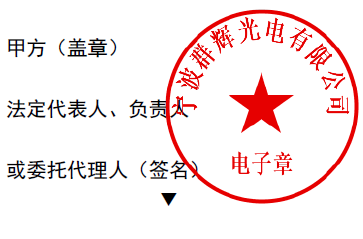 甲方（盖章）
法定代表人、负责人
或委托代理人（签名）
宁波群辉光电有限公司
电子章